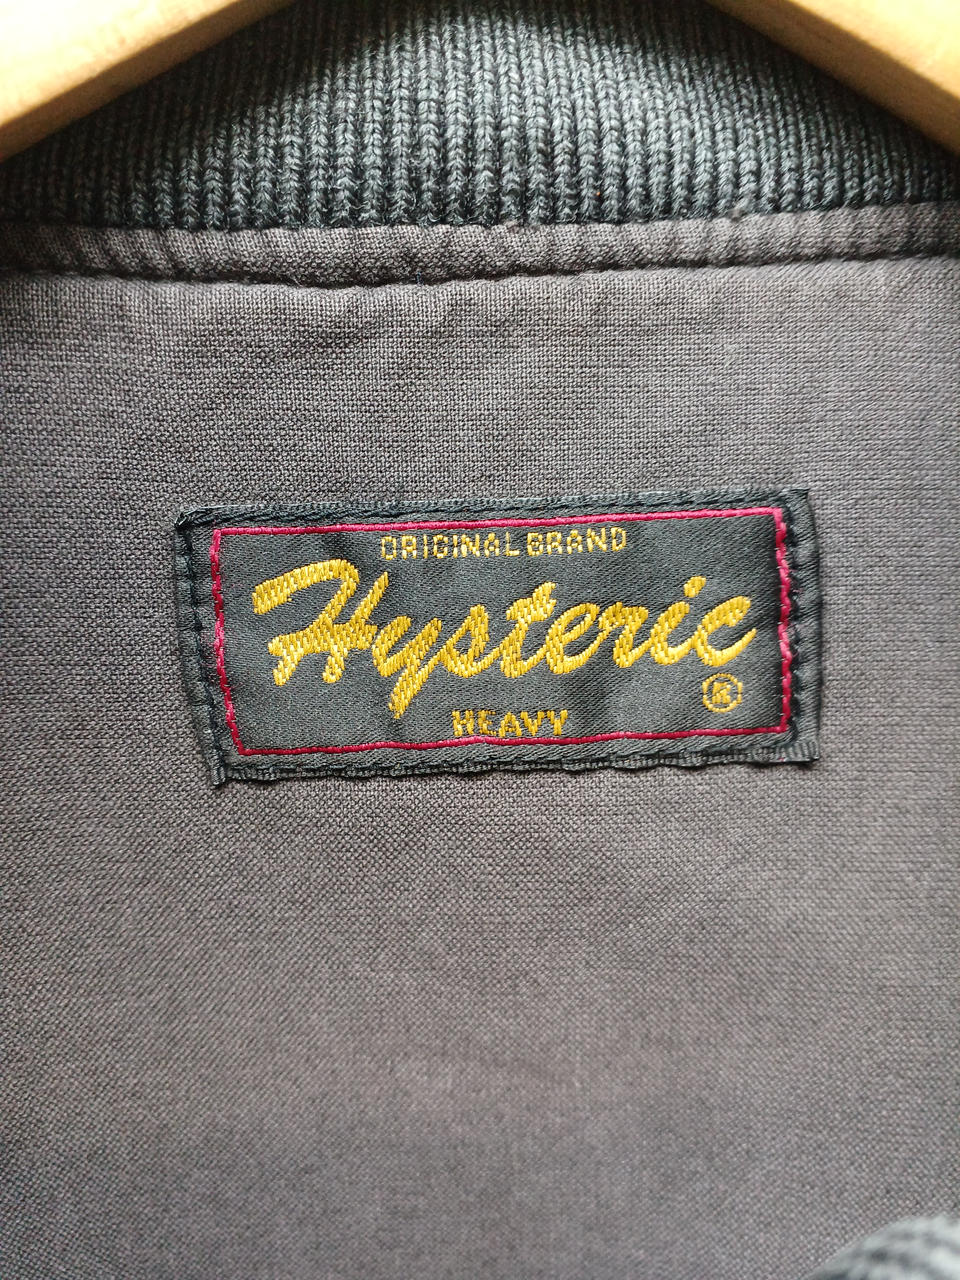 ORIGINAL BRAND
Hysteric
®
HEAVY